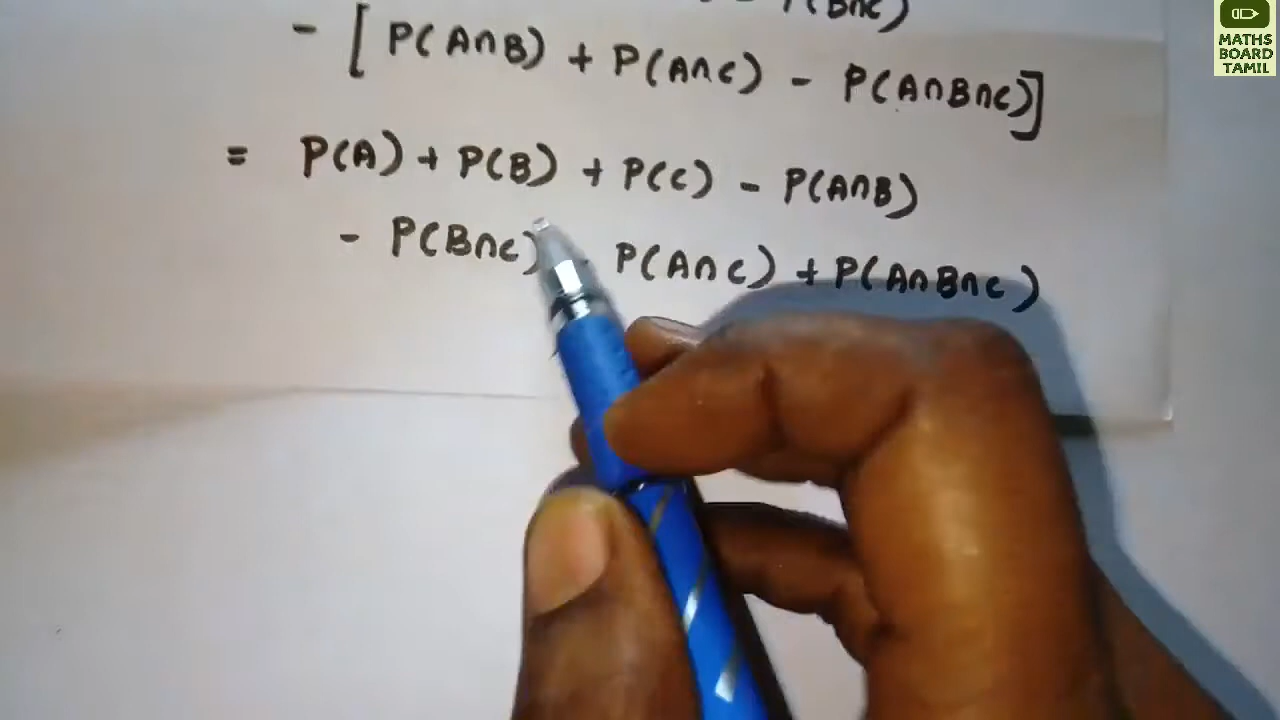 P(B∩C)
- [ P(A∩B) + P(A∩C) - P(A∩B∩C)]
= P(A) + P(B) + P(C) - P(A∩B)
- P(B∩C) P(A∩C) + P(A∩B∩C)
MATHS
BOARD
TAMIL